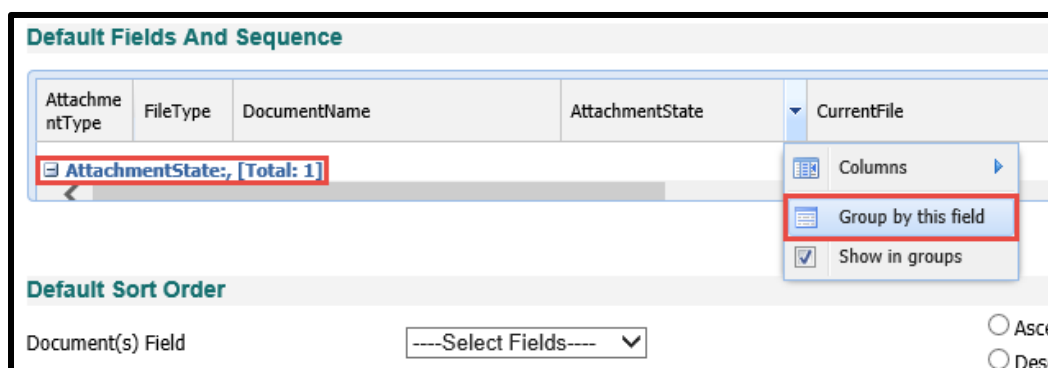 Default Fields And Sequence
Attachme
ntType
FileType
DocumentName
AttachmentState
CurrentFile
AttachmentState:, [Total: 1]
Columns
Group by this field
Show in groups
Default Sort Order
Document(s) Field
----Select Fields----